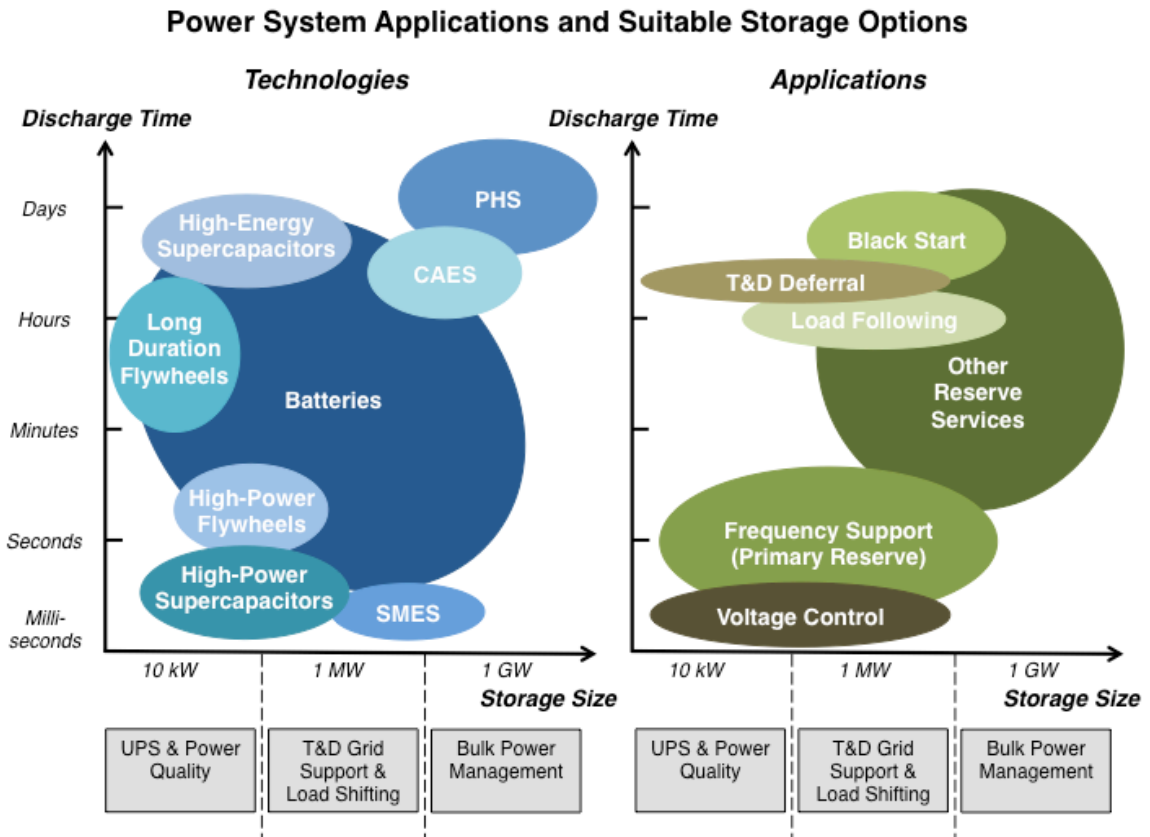 Power System Applications and Suitable Storage Options
Technologies
Discharge Time
Days
Hours
Minutes
Seconds
Milli-
seconds
PHS
High-Energy
Supercapacitors
CAES
Long
Duration
Flywheels
Batteries
High-Power
Flywheels
High-Power
Supercapacitors
SMES
10 kW
1 MW
1 GW
Storage Size
UPS & Power
Quality
T&D Grid
Support &
Load Shifting
Bulk Power
Management
Applications
Discharge Time
Black Start
T&D Deferral
Load Following
Other
Reserve
Services
Frequency Support
(Primary Reserve)
Voltage Control
10 kW
1 MW
1 GW
Storage Size
UPS & Power
Quality
T&D Grid
Support &
Load Shifting
Bulk Power
Management